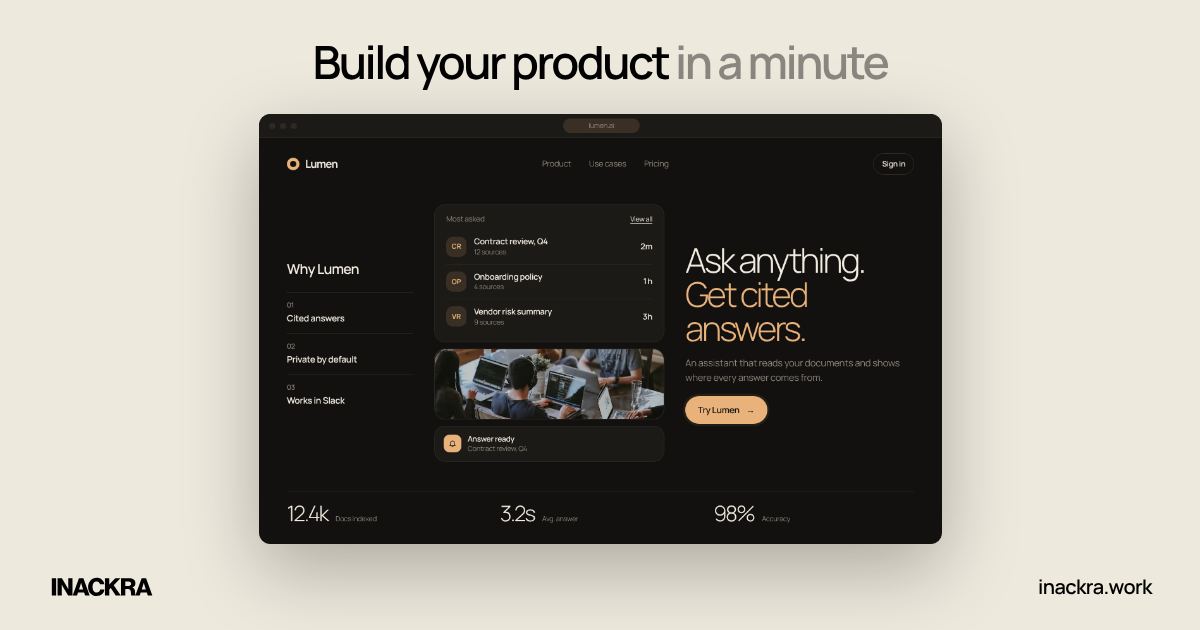 Build your product in a minute
lumen.ai
Lumen
Product
Use cases
Pricing
Sign in
Why Lumen
01
Cited answers
02
Private by default
03
Works in Slack
Most asked
View all
CR
Contract review, Q4
12 sources
2m
OP
Onboarding policy
4 sources
1h
VR
Vendor risk summary
9 sources
3h
Answer ready
Contract review, Q4
Ask anything.
Get cited
answers.
An assistant that reads your documents and shows
where every answer comes from.
Try Lumen →
12.4k Docs indexed
3.2s Avg. answer
98% Accuracy
INACKRA
inackra.work